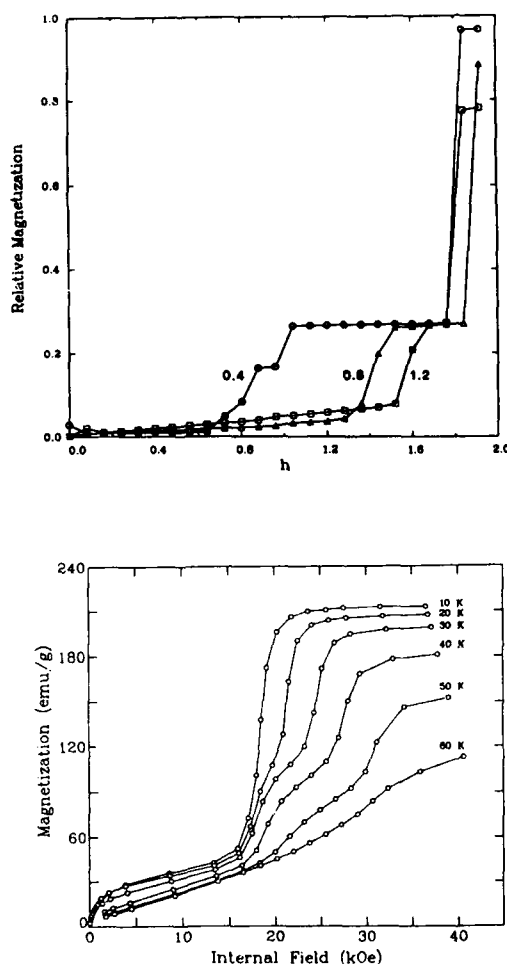 1.0
0.8
0.6
0.4
0.2
0.0
Relative Magnetization
0.4
0.8
1.2
0.0 0.4 0.8 1.2 1.6 2.0
h
240
180
120
60
0
Magnetization (emu/g)
10 K
20 K
30 K
40 K
50 K
60 K
0 10 20 30 40
Internal Field (kOe)